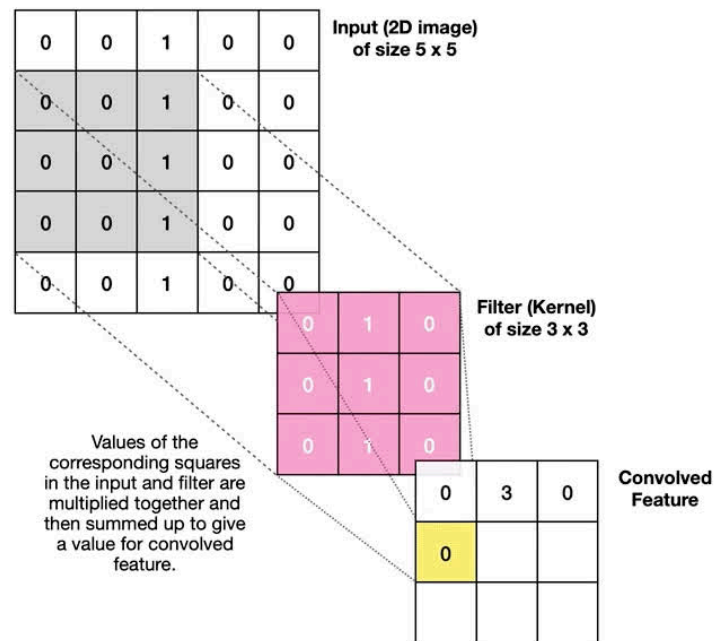 Input (2D image)
of size 5 x 5
0 0 1 0 0
0 0 1 0 0
0 0 1 0 0
0 0 1 0 0
0 0 1 0 0
Filter (Kernel)
of size 3 x 3
0 1 0
0 1 0
0 1 0
Values of the
corresponding squares
in the input and filter are
multiplied together and
then summed up to give
a value for convolved
feature.
Convolved
Feature
0 3 0
0